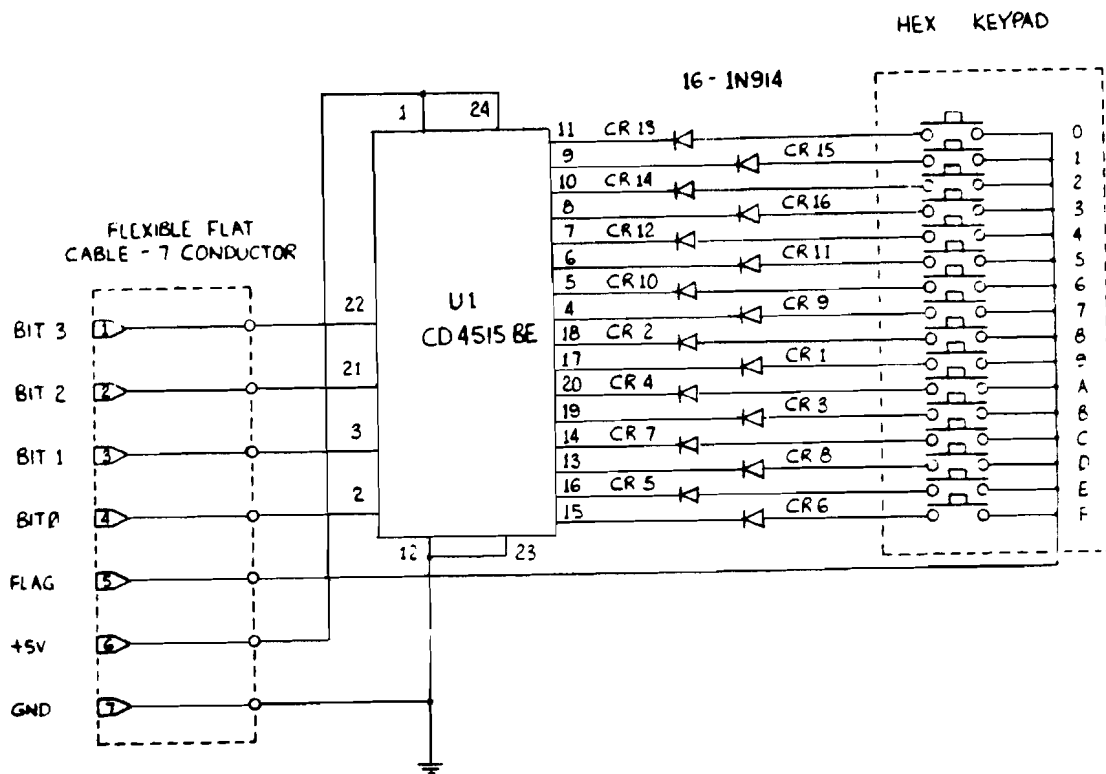 HEX KEYPAD
16 - 1N914
1
24
11 CR 13 0
9 CR 15 1
10 CR 14 2
8 CR 16 3
7 CR 12 4
6 CR 11 5
5 CR 10 6
4 CR 9 7
18 CR 2 8
17 CR 1 9
20 CR 4 A
19 CR 3 B
14 CR 7 C
13 CR 8 D
16 CR 5 E
15 CR 6 F
FLEXIBLE FLAT
CABLE - 7 CONDUCTOR
U1
CD 4515 BE
BIT 3 1 22
BIT 2 2 21
BIT 1 3 3
BIT0 4 2
12 23
FLAG 5
+5V 6
GND 7